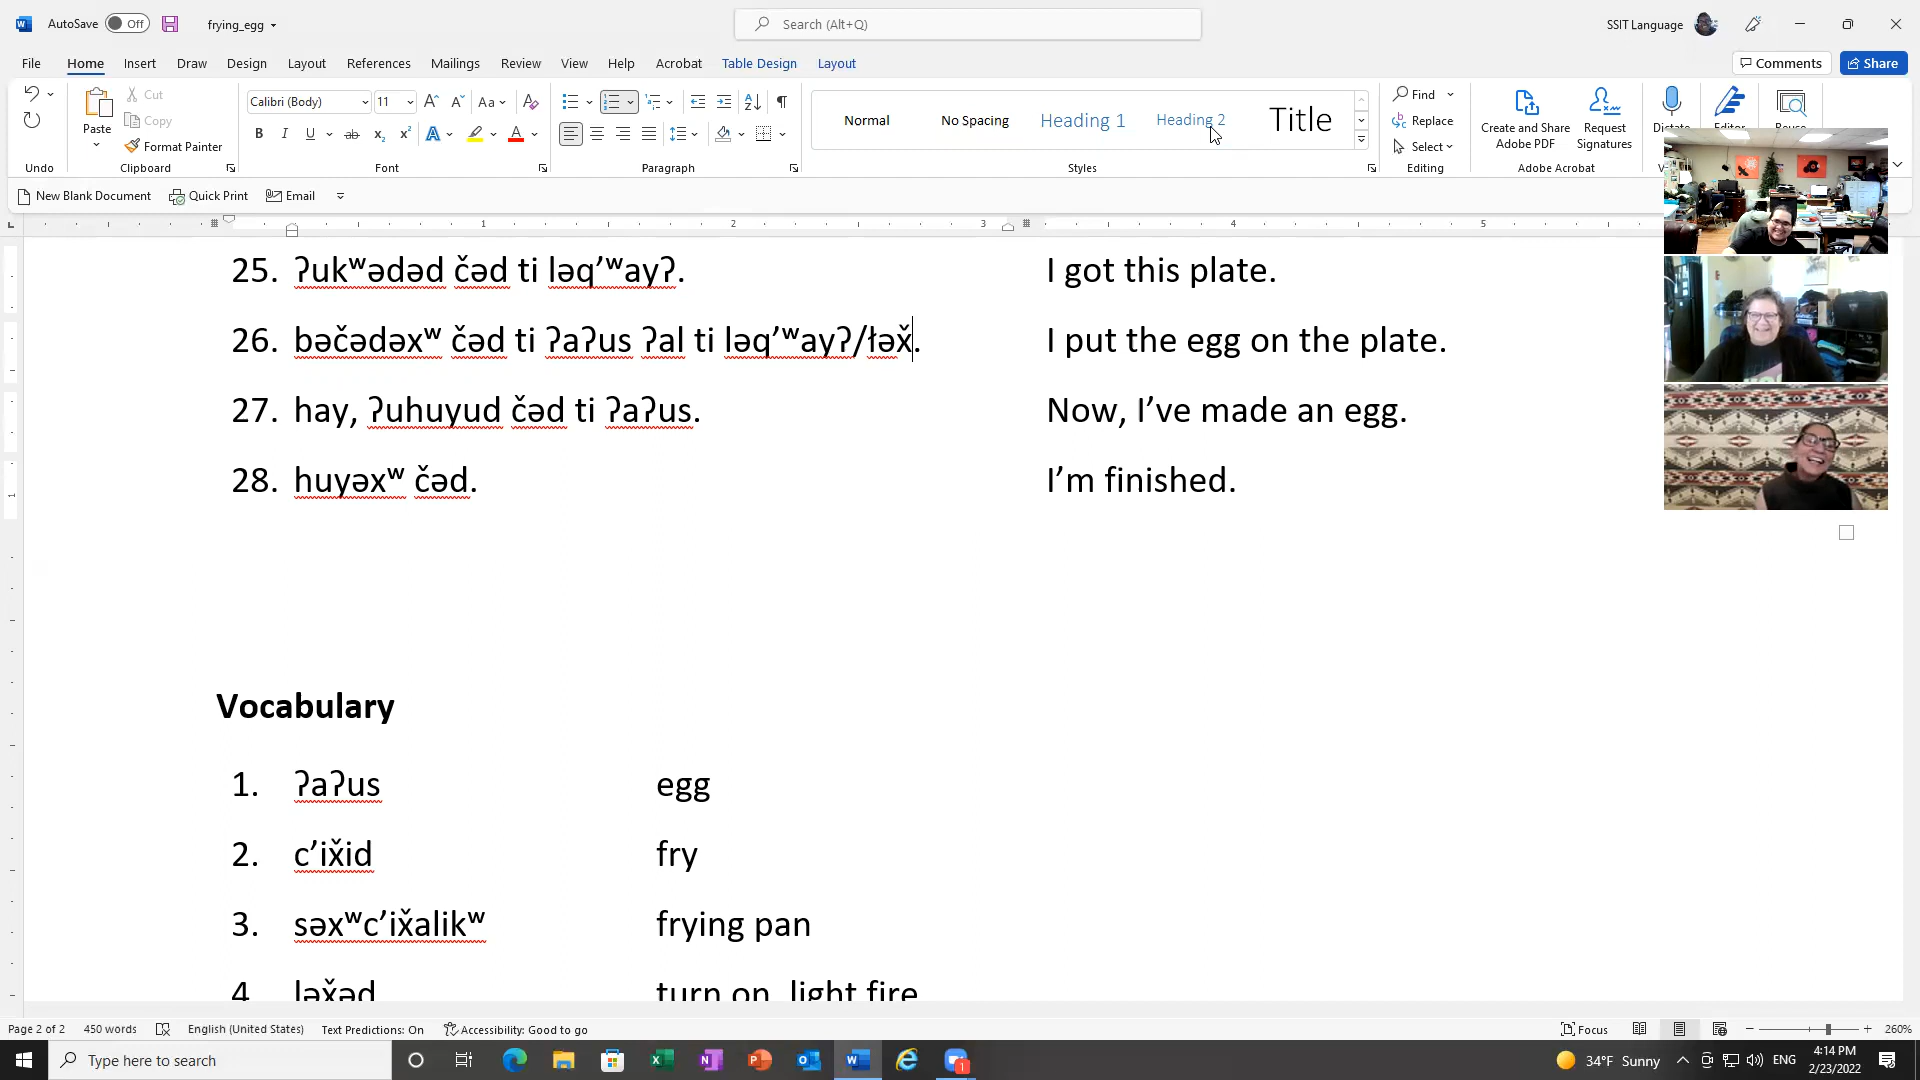 AutoSave Off frying_egg Search (Alt+Q) SSIT Language
File Home Insert Draw Design Layout References Mailings Review View Help Acrobat Table Design Layout Comments Share
Calibri (Body) 11 Cut Copy Format Painter Paste
Normal No Spacing Heading 1 Heading 2 Title
Find Replace Select
Create and Share Adobe PDF Request Signatures
Undo Clipboard Font Paragraph Styles Editing Adobe Acrobat
New Blank Document Quick Print Email
1 2 3 4 5
25. ʔukʷədəd čəd ti ləq’ʷayʔ. I got this plate.
26. bəčədəxʷ čəd ti ʔaʔus ʔal ti ləq’ʷayʔ/łəx̌. I put the egg on the plate.
27. hay, ʔuhuyud čəd ti ʔaʔus. Now, I’ve made an egg.
28. huyəxʷ čəd. I’m finished.
Vocabulary
1. ʔaʔus egg
2. c’ix̌id fry
3. səxʷc’ix̌alikʷ frying pan
4 ləx̌əd turn on, light fire
Page 2 of 2 450 words English (United States) Text Predictions: On Accessibility: Good to go Focus 260%
Type here to search 34°F Sunny ENG 4:14 PM
2/23/2022